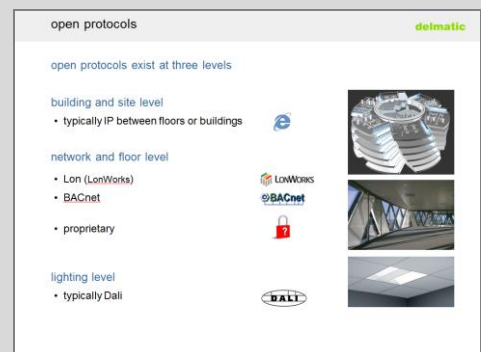 open protocols
delmatic
open protocols exist at three levels
building and site level
• typically IP between floors or buildings
network and floor level
• Lon (LonWorks)
LONWORKS
• BACnet
BACnet
• proprietary
?
lighting level
• typically Dali
DALI